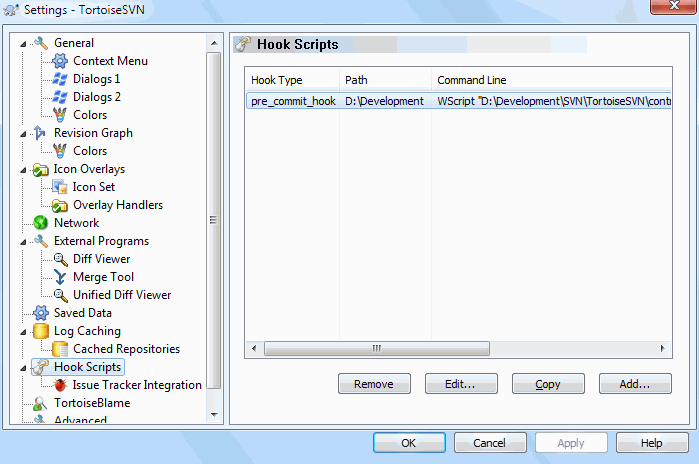 Settings - TortoiseSVN
General
Context Menu
Dialogs 1
Dialogs 2
Colors
Revision Graph
Colors
Icon Overlays
Icon Set
Overlay Handlers
Network
External Programs
Diff Viewer
Merge Tool
Unified Diff Viewer
Saved Data
Log Caching
Cached Repositories
Hook Scripts
Issue Tracker Integration
TortoiseBlame
Advanced
Hook Scripts
Hook Type Path Command Line
pre_commit_hook D:\Development WScript "D:\Development\SVN\TortoiseSVN\contr
Remove Edit... Copy Add...
OK Cancel Apply Help